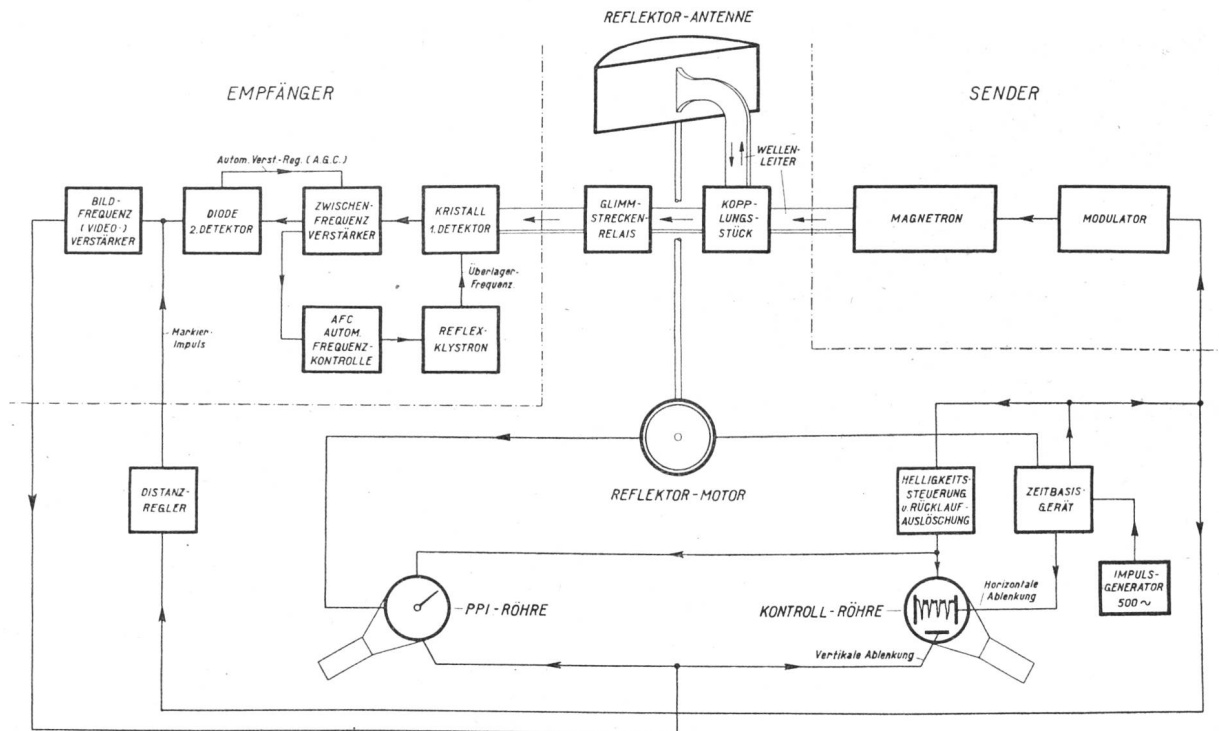 REFLEKTOR-ANTENNE
EMPFÄNGER
SENDER
WELLEN-
LEITER
Autom. Verst.-Reg. (A.G.C.)
BILD-
FREQUENZ
(VIDEO-)
VERSTÄRKER
DIODE
2. DETEKTOR
ZWISCHEN-
FREQUENZ
VERSTÄRKER
KRISTALL
1. DETEKTOR
GLIMM-
STRECKEN-
RELAIS
KOPP-
LUNGS-
STÜCK
MAGNETRON
MODULATOR
Überlager-
Frequenz
Markier-
Impuls
AFC
AUTOM.
FREQUENZ-
KONTROLLE
REFLEX-
KLYSTRON
REFLEKTOR-MOTOR
DISTANZ-
REGLER
HELLIGKEITS-
STEUERUNG
u. RÜCKLAUF-
AUSLÖSCHUNG
ZEITBASIS-
GERÄT
IMPULS-
GENERATOR
500 ~
PPI-RÖHRE
KONTROLL-RÖHRE
Horizontale
Ablenkung
Vertikale Ablenkung